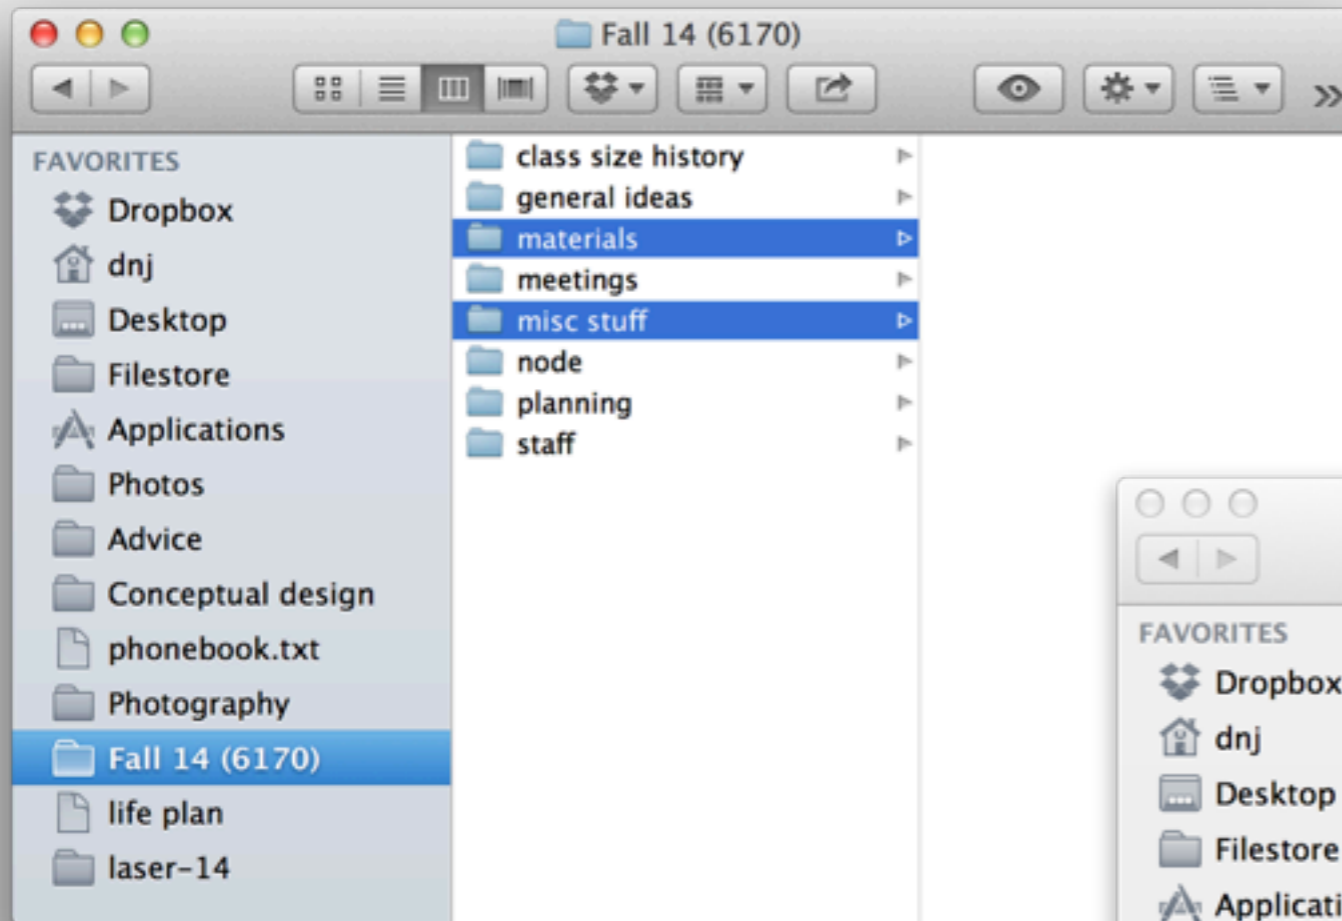 Fall 14 (6170)
FAVORITES
Dropbox
dnj
Desktop
Filestore
Applications
Photos
Advice
Conceptual design
phonebook.txt
Photography
Fall 14 (6170)
life plan
laser-14
class size history
general ideas
materials
meetings
misc stuff
node
planning
staff
FAVORITES
Dropbox
dnj
Desktop
Filestore
Applicati